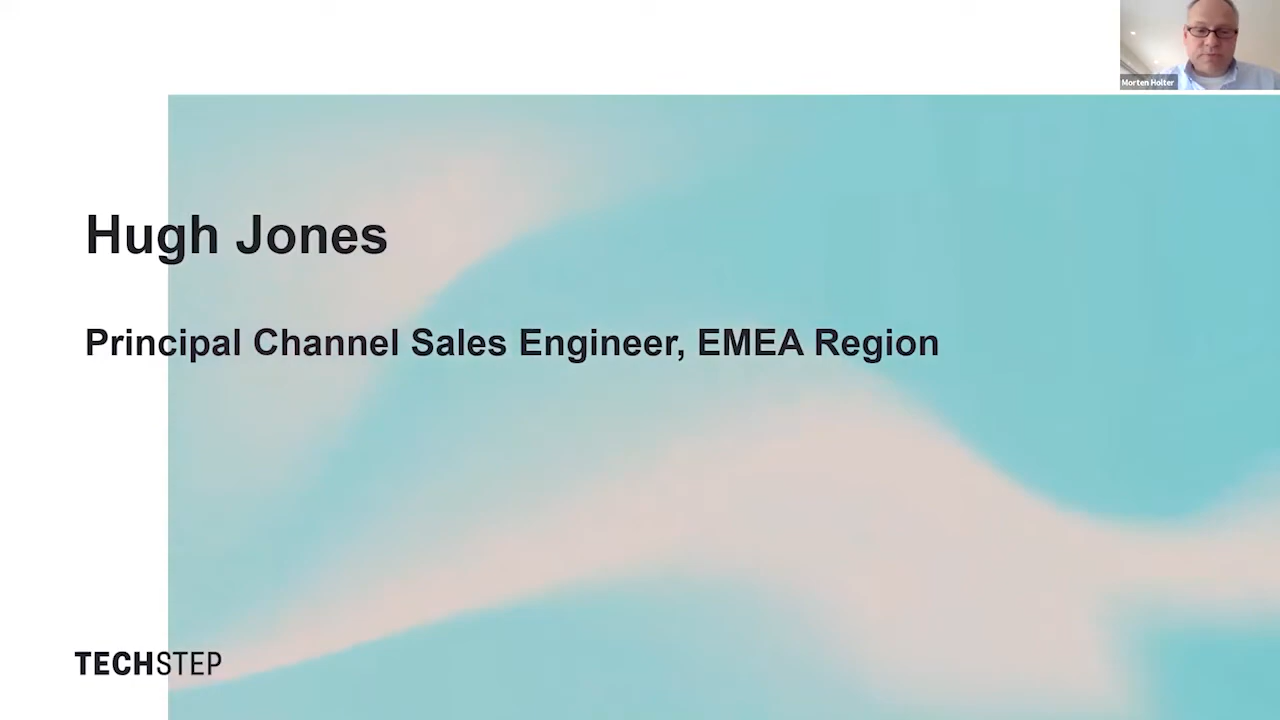 Morten Holter
Hugh Jones
Principal Channel Sales Engineer, EMEA Region
TECHSTEP